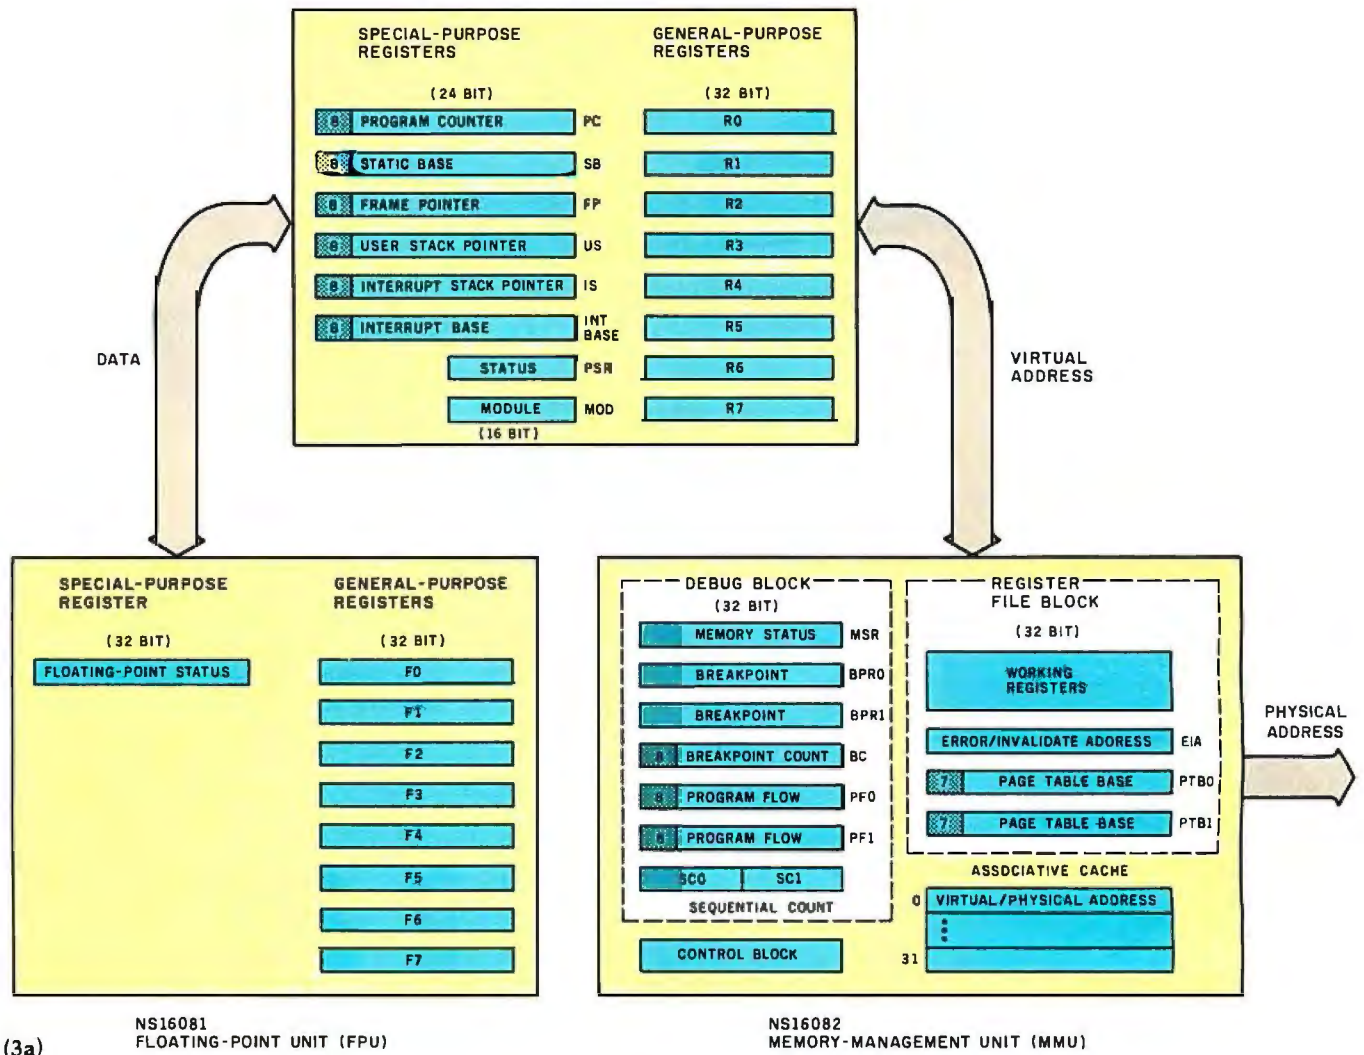 SPECIAL-PURPOSE
REGISTERS
(24 BIT)
8 PROGRAM COUNTER PC
8 STATIC BASE SB
8 FRAME POINTER FP
8 USER STACK POINTER US
8 INTERRUPT STACK POINTER IS
8 INTERRUPT BASE INT
BASE
STATUS PSR
MODULE MOD
(16 BIT)
GENERAL-PURPOSE
REGISTERS
(32 BIT)
R0
R1
R2
R3
R4
R5
R6
R7
DATA
VIRTUAL
ADDRESS
SPECIAL-PURPOSE
REGISTER
(32 BIT)
FLOATING-POINT STATUS
GENERAL-PURPOSE
REGISTERS
(32 BIT)
F0
F1
F2
F3
F4
F5
F6
F7
DEBUG BLOCK
(32 BIT)
MEMORY STATUS MSR
BREAKPOINT BPR0
BREAKPOINT BPR1
8 BREAKPOINT COUNT BC
8 PROGRAM FLOW PF0
8 PROGRAM FLOW PF1
SC0 SC1
SEQUENTIAL COUNT
CONTROL BLOCK
REGISTER
FILE BLOCK
(32 BIT)
WORKING
REGISTERS
ERROR/INVALIDATE ADDRESS EIA
7 PAGE TABLE BASE PTB0
7 PAGE TABLE BASE PTB1
ASSOCIATIVE CACHE
0 VIRTUAL/PHYSICAL ADDRESS
31
PHYSICAL
ADDRESS
(3a)
NS16081
FLOATING-POINT UNIT (FPU)
NS16082
MEMORY-MANAGEMENT UNIT (MMU)